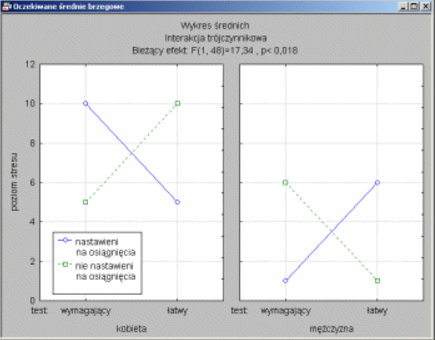 Oczekiwane średnie brzegowe
Wykres średnich
Interakcja trójczynnikowa
Bieżący efekt: F(1, 48)=17,34 , p< 0,018
poziom stresu
12
10
8
6
4
2
0
nastawieni
na osiągnięcia
nie nastawieni
na osiągnięcia
test: wymagający łatwy
kobieta
test: wymagający łatwy
mężczyzna